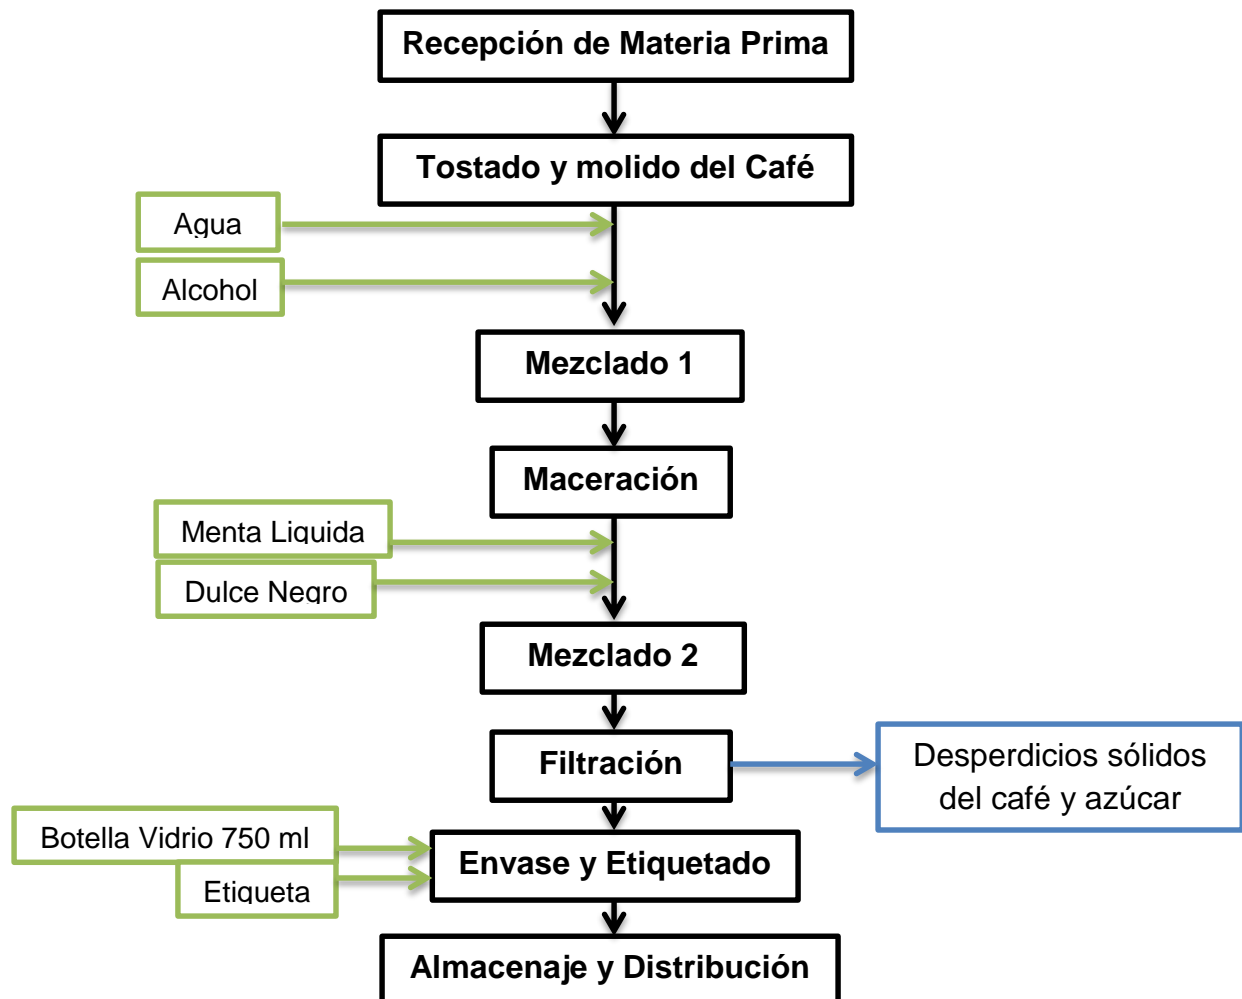 Recepción de Materia Prima
Tostado y molido del Café
Agua
Alcohol
Mezclado 1
Maceración
Menta Liquida
Dulce Negro
Mezclado 2
Filtración
Desperdicios sólidos
del café y azúcar
Botella Vidrio 750 ml
Etiqueta
Envase y Etiquetado
Almacenaje y Distribución